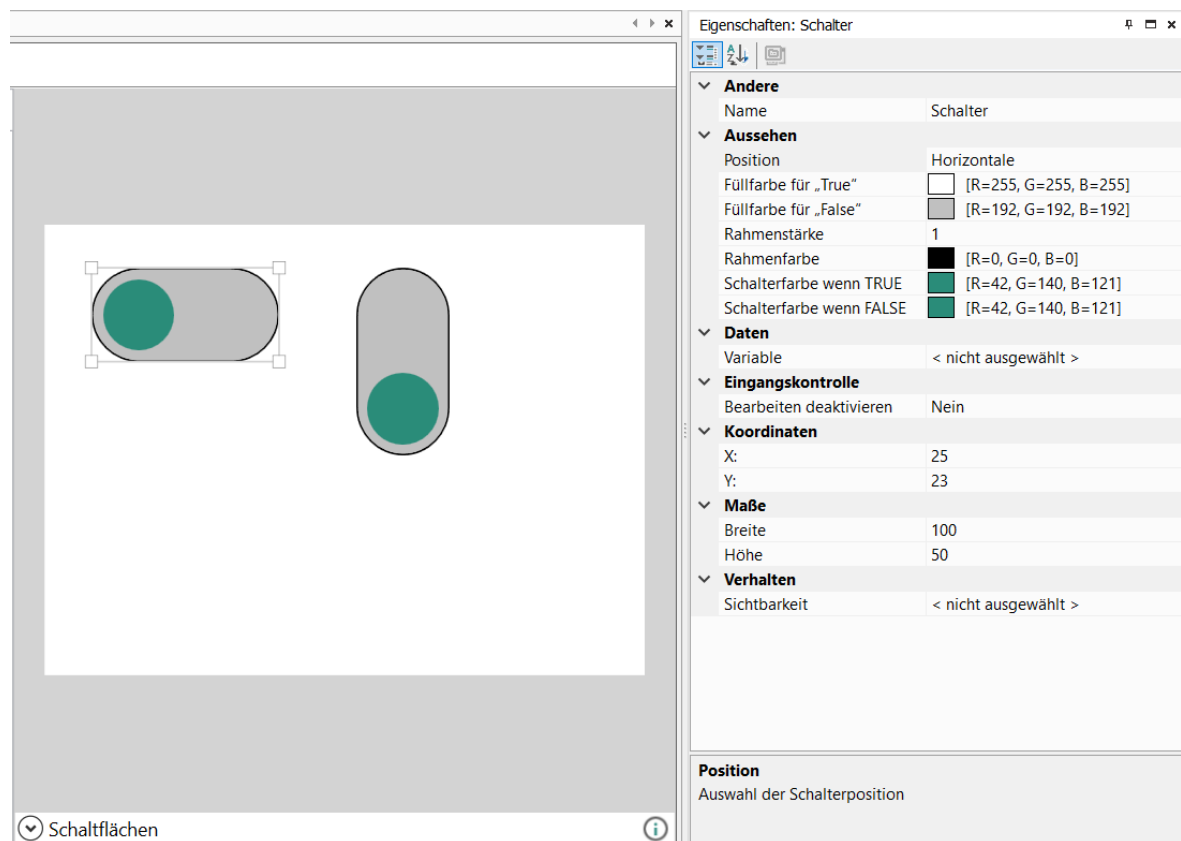 Eigenschaften: Schalter
Andere
Name Schalter
Aussehen
Position Horizontale
Füllfarbe für „True“ [R=255, G=255, B=255]
Füllfarbe für „False“ [R=192, G=192, B=192]
Rahmenstärke 1
Rahmenfarbe [R=0, G=0, B=0]
Schalterfarbe wenn TRUE [R=42, G=140, B=121]
Schalterfarbe wenn FALSE [R=42, G=140, B=121]
Daten
Variable < nicht ausgewählt >
Eingangskontrolle
Bearbeiten deaktivieren Nein
Koordinaten
X: 25
Y: 23
Maße
Breite 100
Höhe 50
Verhalten
Sichtbarkeit < nicht ausgewählt >
Position
Auswahl der Schalterposition
Schaltflächen